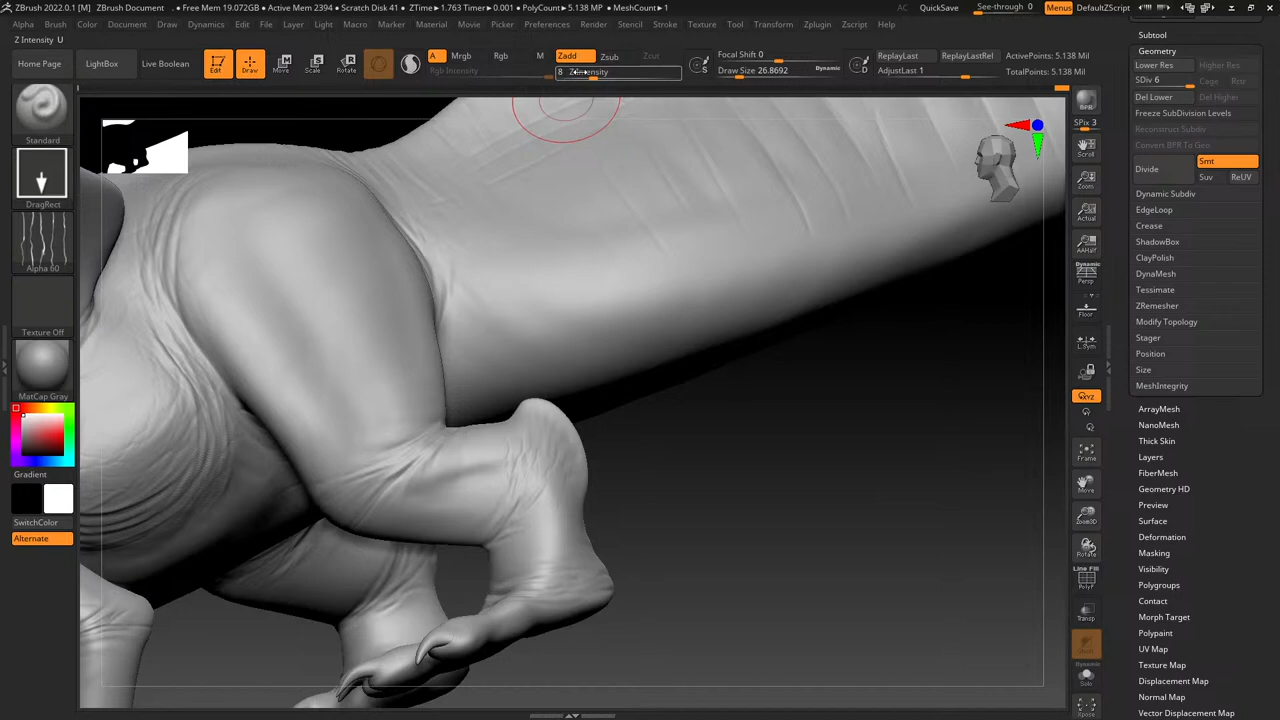 ZBrush 2022.0.1 [M] ZBrush Document . • Free Mem 19.072GB • Active Mem 2394 • Scratch Disk 41 • ZTime▶1.763 Timer▶0.001 • PolyCount▶5.138 MP • MeshCount▶1 AC QuickSave See-through 0 Menus DefaultZScript
Alpha Brush Color Document Draw Dynamics Edit File Layer Light Macro Marker Material Movie Picker Preferences Render Stencil Stroke Texture Tool Transform Zplugin Zscript Help
Z Intensity U
Home Page
LightBox
Live Boolean
Edit
Draw
Move
Scale
Rotate
A Mrgb Rgb M
Rgb Intensity
Zadd Zsub Zcut
8 Z Intensity
S
Focal Shift 0
Draw Size 26.8692 Dynamic
D
ReplayLast ReplayLastRel
AdjustLast 1
ActivePoints: 5.138 Mil
TotalPoints: 5.138 Mil
Standard
DragRect
Alpha 60
Texture Off
MatCap Gray
Gradient
SwitchColor
Alternate
BPR
SPix 3
Scroll
Zoom
Actual
AAHalf
Dynamic
Persp
Floor
L.Sym
XYZ
Frame
Move
Zoom3D
Rotate
Line Fill
PolyF
Transp
Dynamic
Solo
Xpose
Subtool
Geometry
Lower Res Higher Res
SDiv 6 Cage Rstr
Del Lower Del Higher
Freeze SubDivision Levels
Reconstruct Subdiv
Convert BPR To Geo
Divide Smt
Suv ReUV
Dynamic Subdiv
EdgeLoop
Crease
ShadowBox
ClayPolish
DynaMesh
Tessimate
ZRemesher
Modify Topology
Stager
Position
Size
MeshIntegrity
ArrayMesh
NanoMesh
Thick Skin
Layers
FiberMesh
Geometry HD
Preview
Surface
Deformation
Masking
Visibility
Polygroups
Contact
Morph Target
Polypaint
UV Map
Texture Map
Displacement Map
Normal Map
Vector Displacement Map